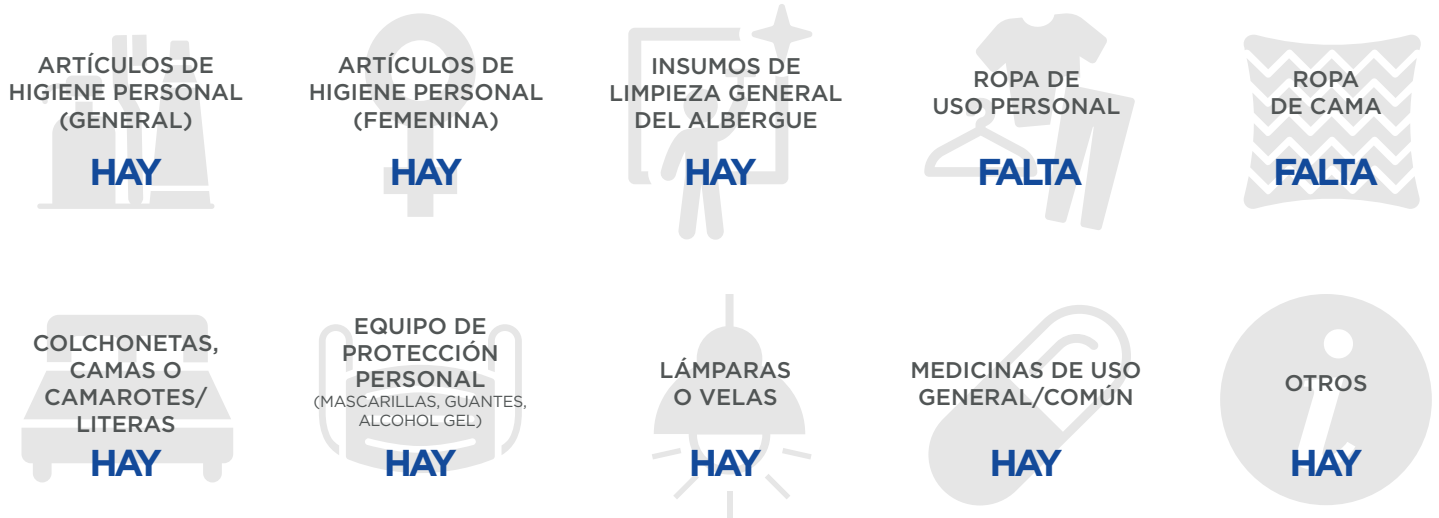 ARTÍCULOS DE
HIGIENE PERSONAL
(GENERAL)
HAY
ARTÍCULOS DE
HIGIENE PERSONAL
(FEMENINA)
HAY
INSUMOS DE
LIMPIEZA GENERAL
DEL ALBERGUE
HAY
ROPA DE
USO PERSONAL
FALTA
ROPA
DE CAMA
FALTA
COLCHONETAS,
CAMAS O
CAMAROTES/
LITERAS
HAY
EQUIPO DE
PROTECCIÓN
PERSONAL
(MASCARILLAS, GUANTES,
ALCOHOL GEL)
HAY
LÁMPARAS
O VELAS
HAY
MEDICINAS DE USO
GENERAL/COMÚN
HAY
OTROS
HAY